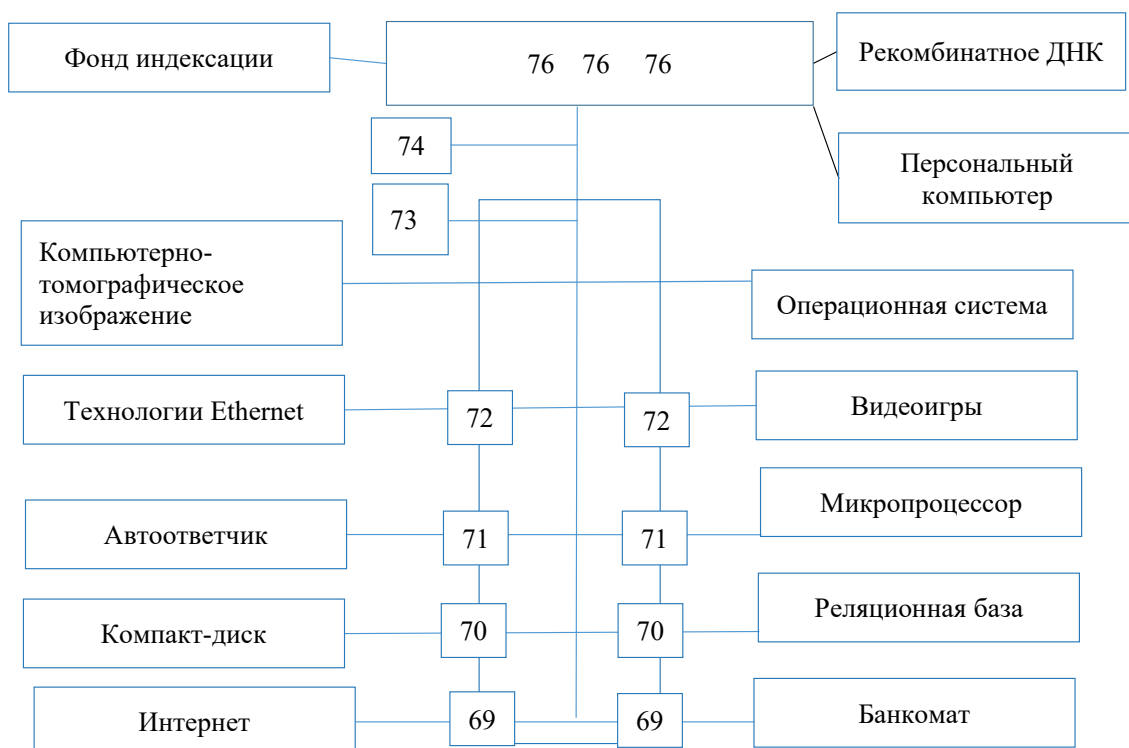 Фонд индексации
76 76 76
Рекомбинатное ДНК
74
Персональный
компьютер
73
Компьютерно-
томографическое
изображение
Операционная система
Технологии Ethernet
72
72
Видеоигры
Автоответчик
71
71
Микропроцессор
Компакт-диск
70
70
Реляционная база
Интернет
69
69
Банкомат